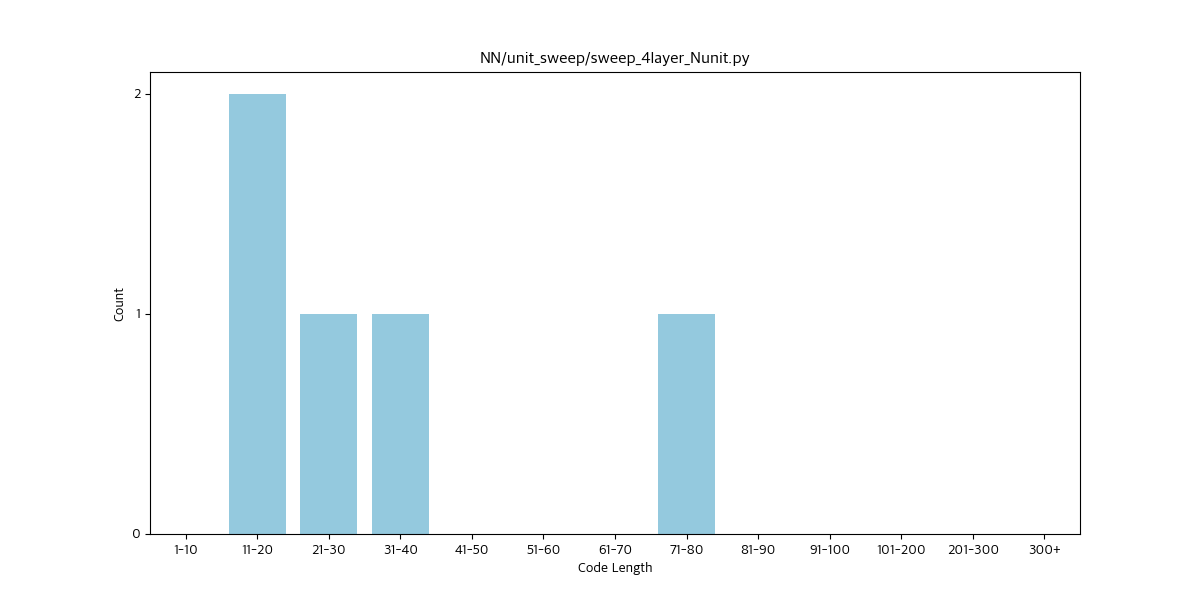 NN/unit_sweep/sweep_4layer_Nunit.py
2
1
0
Count
1-10 11-20 21-30 31-40 41-50 51-60 61-70 71-80 81-90 91-100 101-200 201-300 300+
Code Length